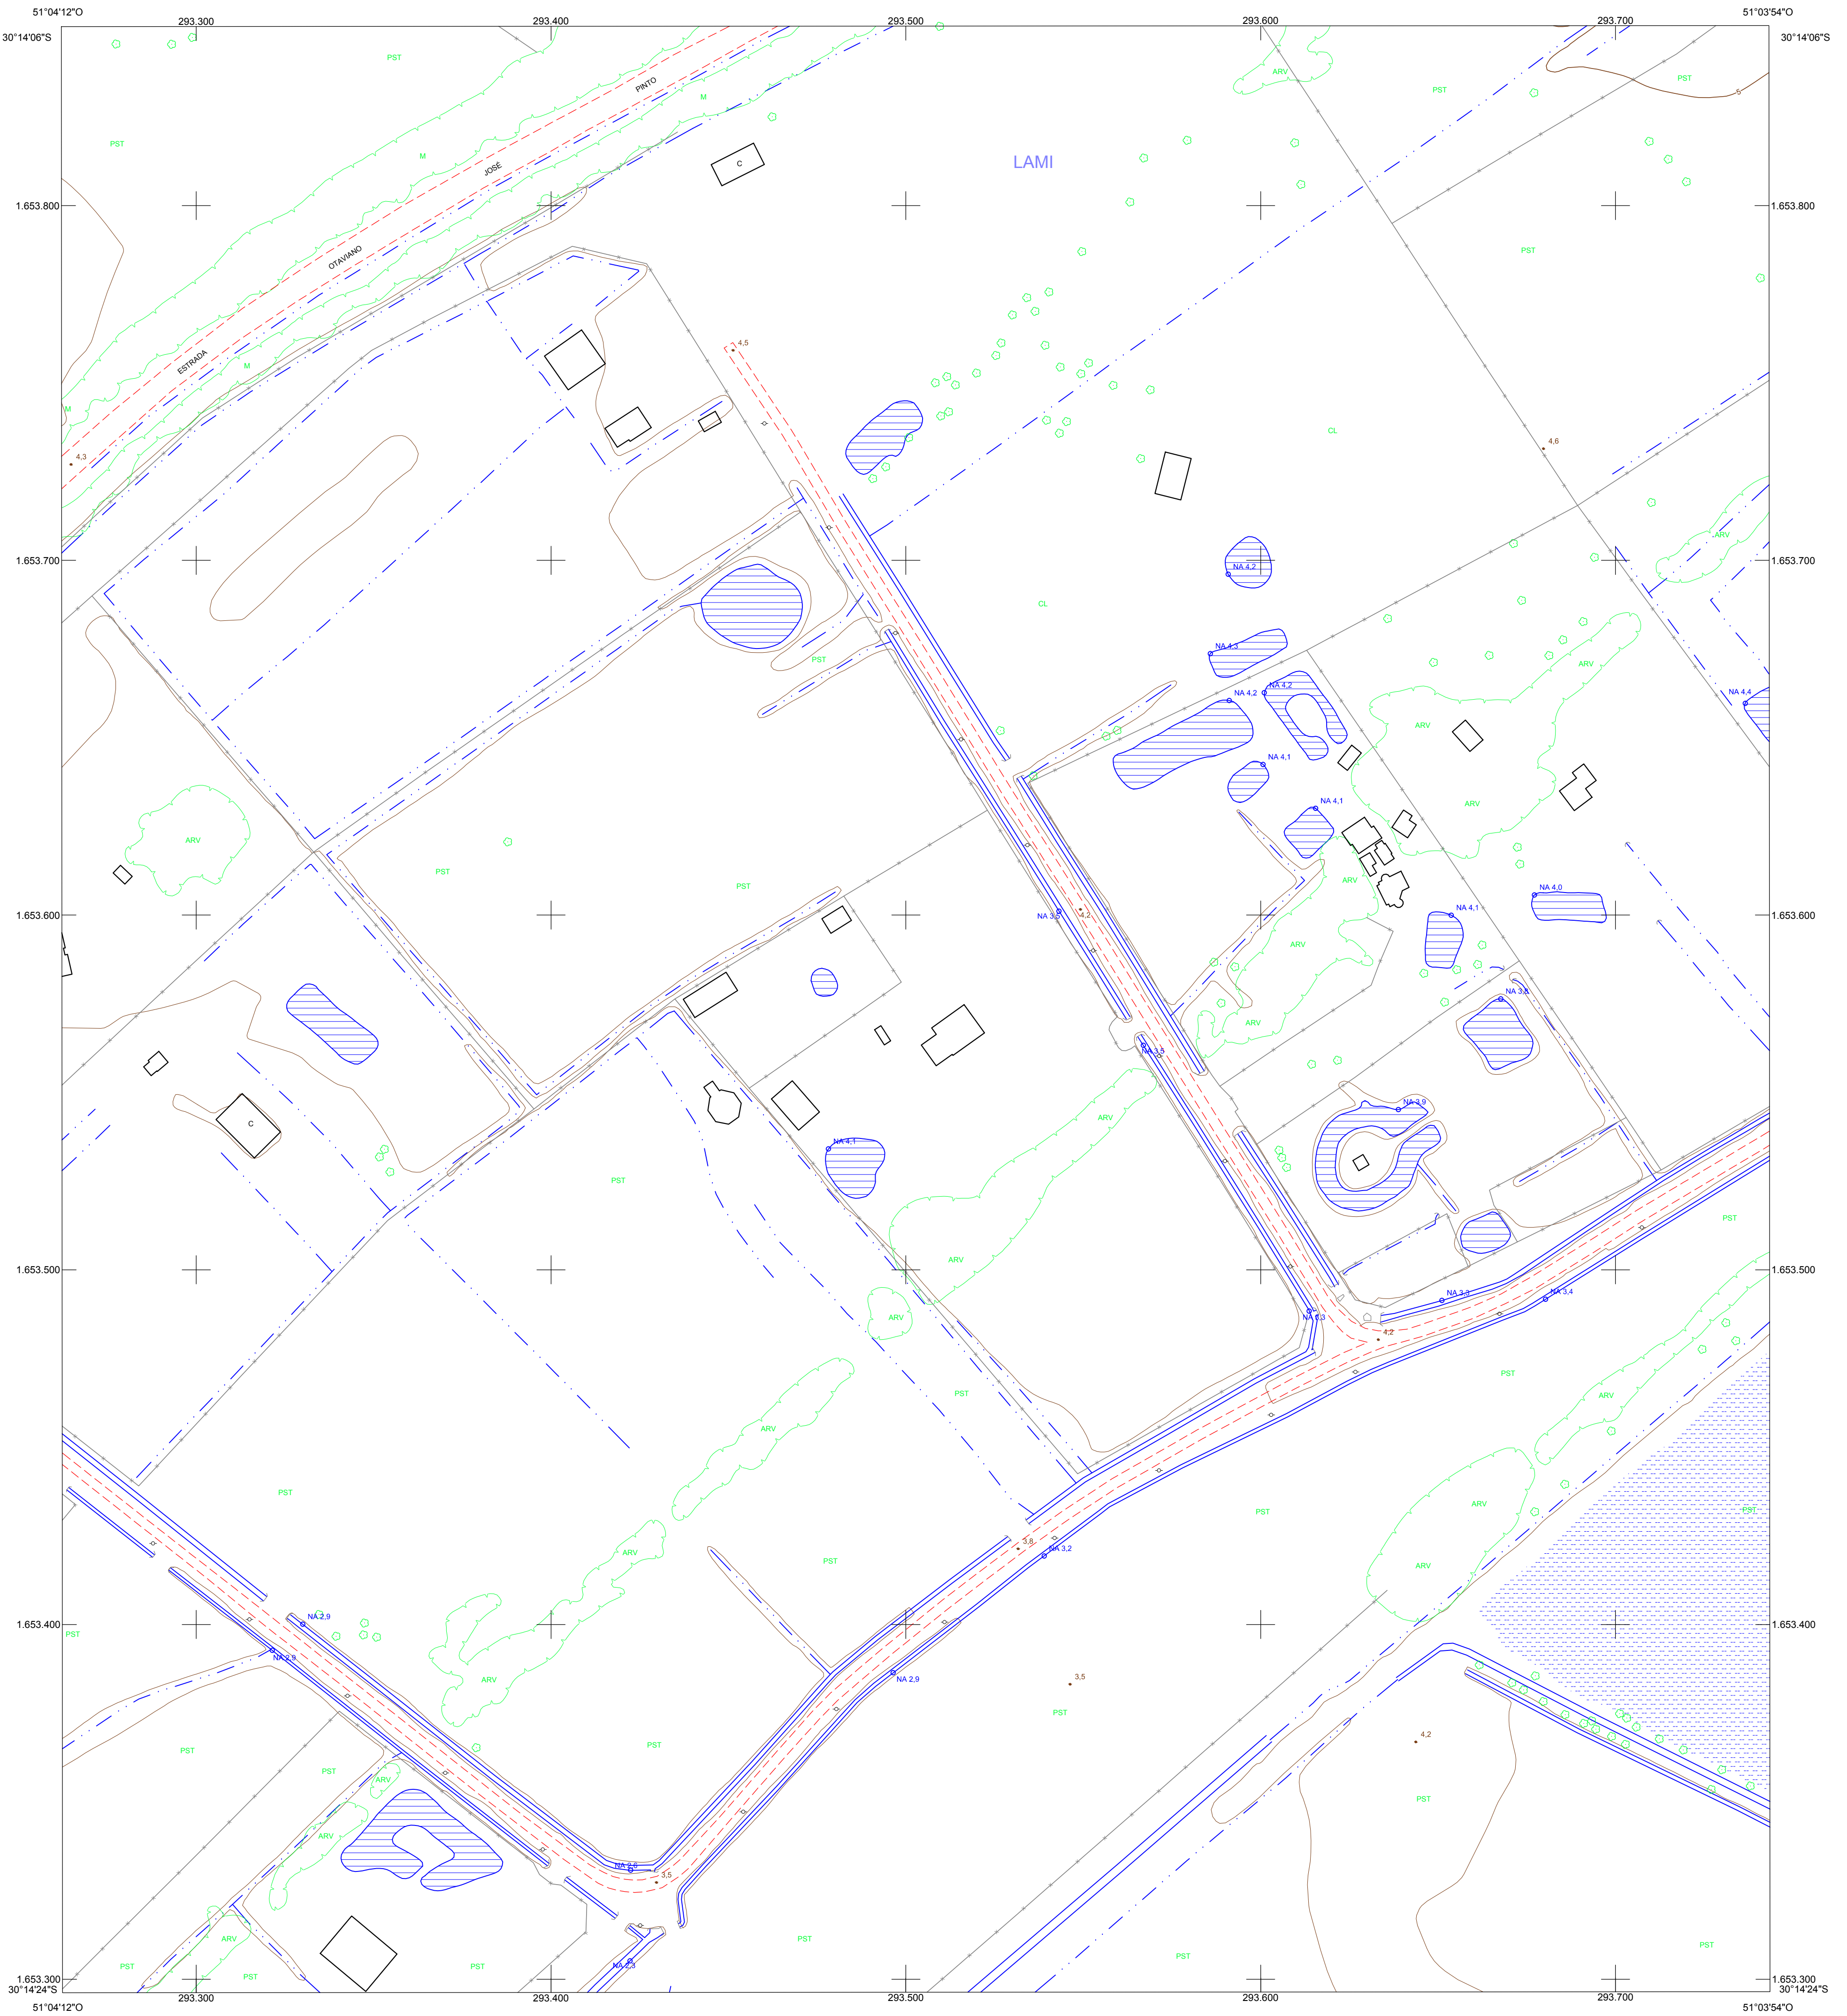 51°04'12"O
51°03'54"O
293.300
293.400
293.500
293.600
293.700
30°14'06"S
30°14'06"S
PST
ARV
PST
PST
5
PINTO
M
PST
M
JOSÉ
C
LAMI
1.653.800
1.653.800
PST
OTAVIANO
4,5
ESTRADA
M
M
CL
4,6
4,3
ARV
1.653.700
1.653.700
NA 4,2
CL
NA 4,3
PST
ARV
NA 4,2
NA 4,2
NA 4,4
ARV
NA 4,1
ARV
NA 4,1
ARV
PST
ARV
PST
NA 4,0
1.653.600
1.653.600
NA 3,5
4,2
NA 4,1
ARV
NA 3,8
ARV
NA 3,5
NA 3,9
ARV
C
NA 4,1
PST
PST
ARV
1.653.500
1.653.500
NA 3,3
NA 3,4
ARV
NA 3,3
4,2
PST
PST
ARV
ARV
PST
ARV
PST
PST
3,8
ARV
NA 3,2
PST
ARV
NA 2,9
1.653.400
1.653.400
PST
NA 2,9
ARV
NA 2,9
3,5
PST
4,2
PST
PST
PST
ARV
PST
ARV
NA 2,6
3,5
ARV
PST
PST
PST
PST
PST
PST
NA 2,3
1.653.300
1.653.300
30°14'24"S
30°14'24"S
293.300
293.400
293.500
293.600
293.700
51°04'12"O
51°03'54"O